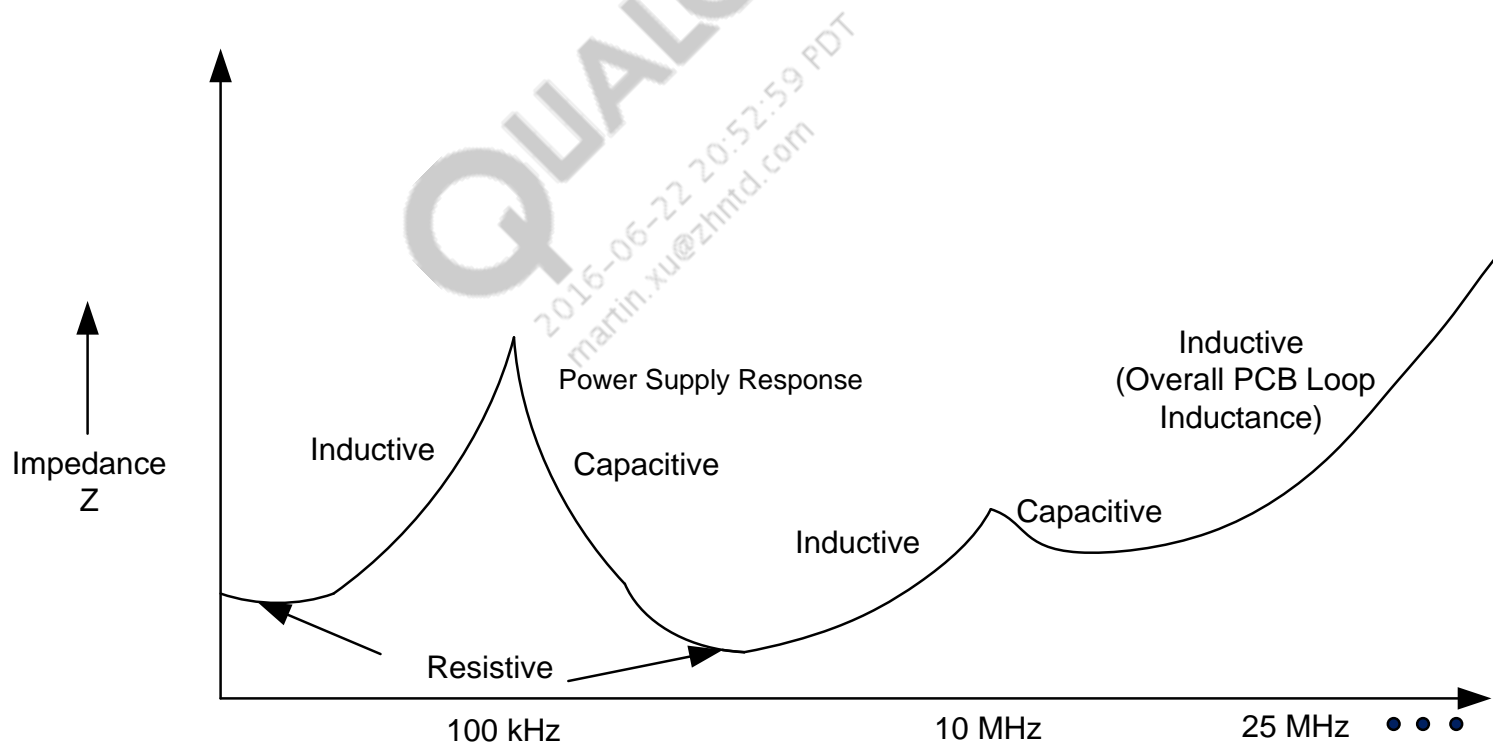 QUALC
2016-06-22 20:52:59 PDT
martin.xu@zhntd.com
Inductive
(Overall PCB Loop
Inductance)
Power Supply Response
Inductive
Capacitive
Impedance
Z
Capacitive
Inductive
Resistive
100 kHz
10 MHz
25 MHz